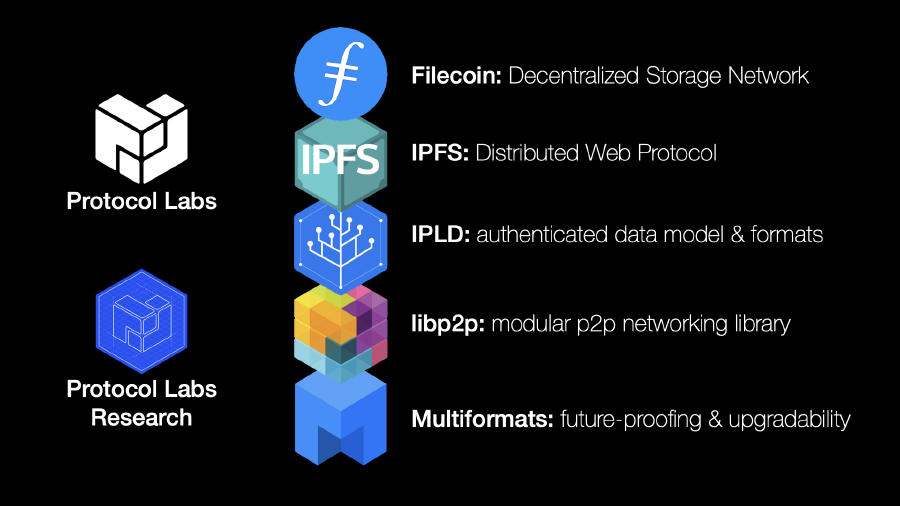 Protocol Labs
Protocol Labs
Research
IPFS
Filecoin: Decentralized Storage Network
IPFS: Distributed Web Protocol
IPLD: authenticated data model & formats
libp2p: modular p2p networking library
Multiformats: future-proofing & upgradability